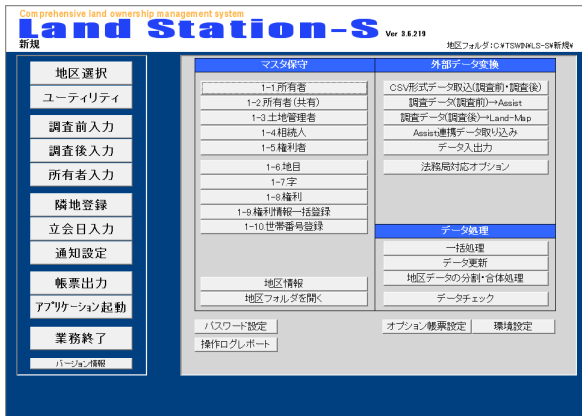 Comprehensive land ownership management system
Land Station-S Ver 3.6.219
新規
地区フォルダ:C:¥TSWIN¥LS-S¥新規¥
地区選択
ユーティリティ
調査前入力
調査後入力
所有者入力
隣地登録
立会日入力
通知設定
帳票出力
アプリケーション起動
業務終了
バージョン情報
マスタ保守
1-1.所有者
1-2.所有者(共有)
1-3.土地管理者
1-4.相続人
1-5.権利者
1-6.地目
1-7.字
1-8.権利
1-9.権利情報一括登録
1-10.世帯番号登録
地区情報
地区フォルダを開く
外部データ変換
CSV形式データ取込(調査前・調査後)
調査データ(調査前)→Assist
調査データ(調査後)→Land-Map
Assist連携データ取り込み
データ入出力
法務局対応オプション
データ処理
一括処理
データ更新
地区データの分割・合体処理
データチェック
パスワード設定
操作ログレポート
オプション帳票設定
環境設定